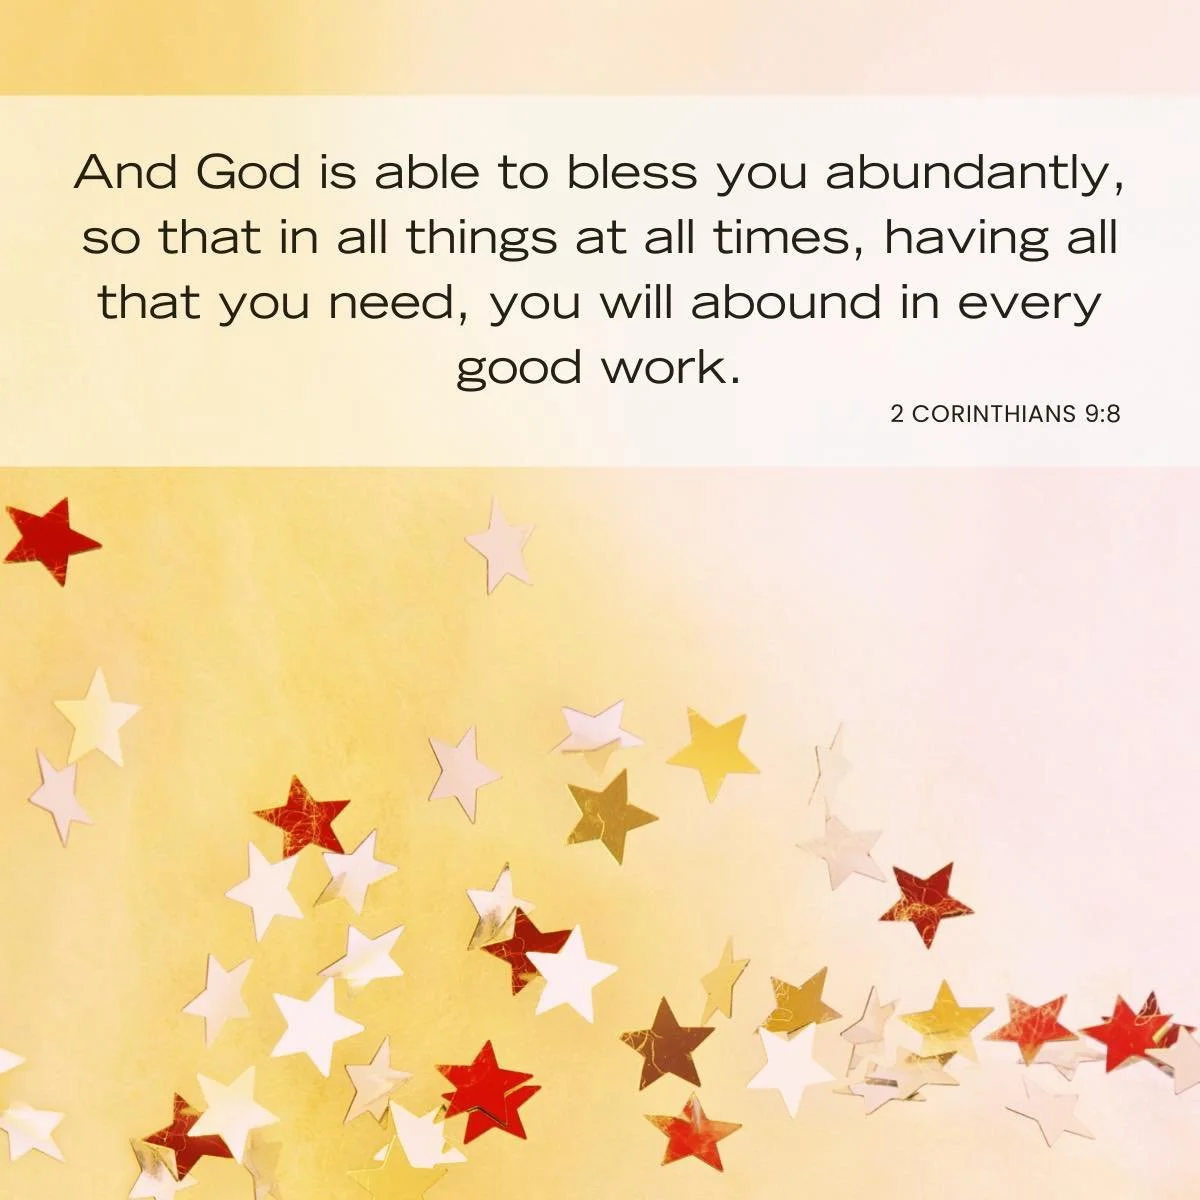 And God is able to bless you abundantly,
so that in all things at all times, having all
that you need, you will abound in every
good work.
2 CORINTHIANS 9:8